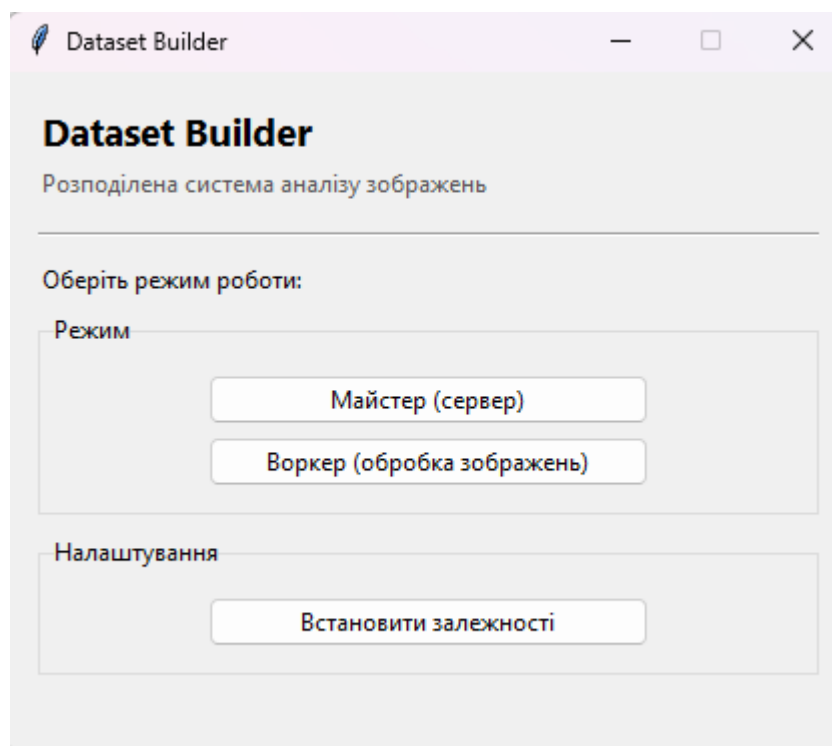 Dataset Builder
Dataset Builder
Розподілена система аналізу зображень
Оберіть режим роботи:
Режим
Майстер (сервер)
Воркер (обробка зображень)
Налаштування
Встановити залежності